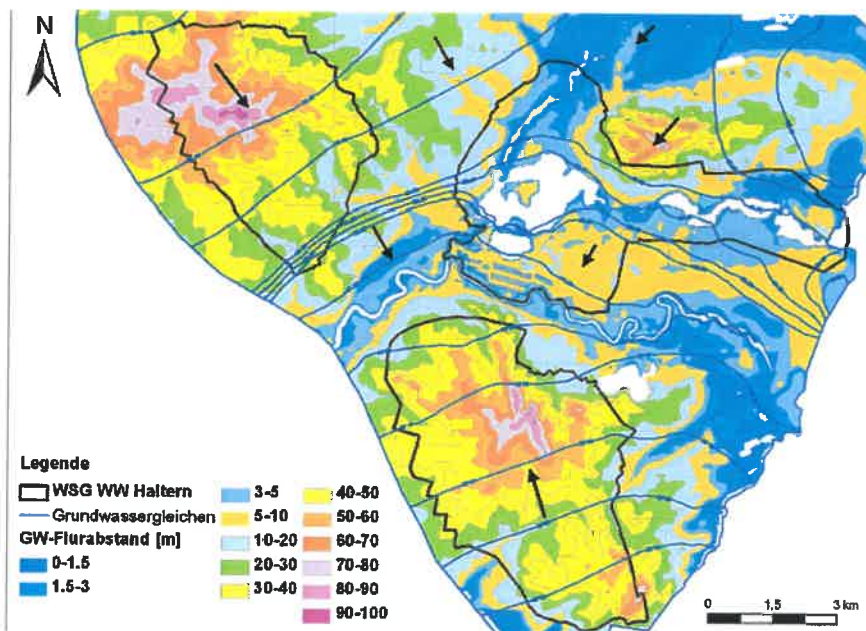 N
Legende
WSG WW Haltern
Grundwassergleichen
GW-Flurabstand [m]
0-1.5
1.5-3
3-5
5-10
10-20
20-30
30-40
40-50
50-60
60-70
70-80
80-90
90-100
0 1,5 3 km